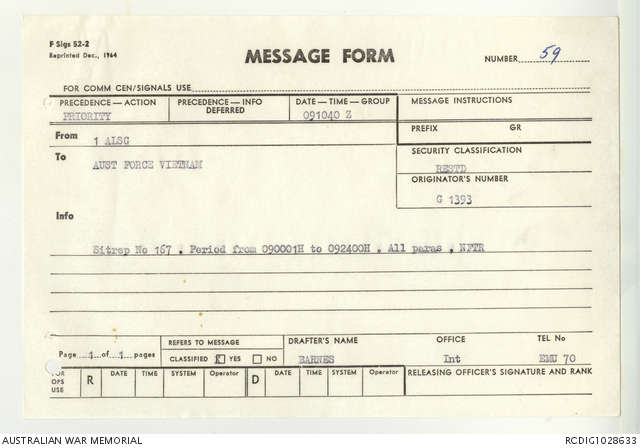 F Sigs 52-2
Reprinted Dec., 1964
MESSAGE FORM
NUMBER 59
FOR COMM CEN/SIGNALS USE
PRECEDENCE — ACTION
PRIORITY
PRECEDENCE — INFO
DEFERRED
DATE — TIME — GROUP
091040 Z
MESSAGE INSTRUCTIONS
PREFIX GR
From 1 ALSG
To AUST FORCE VIETNAM
SECURITY CLASSIFICATION
RESTD
ORIGINATOR'S NUMBER
G 1393
Info
Sitrep No 167 . Period from 090001H to 092400H . All paras . NFTR
Page 1 of 1 pages
REFERS TO MESSAGE
CLASSIFIED X YES NO
DRAFTER'S NAME
BARNES
OFFICE
Int
TEL No
EMU 70
FOR OPS USE
R DATE TIME SYSTEM Operator D DATE TIME SYSTEM Operator
RELEASING OFFICER'S SIGNATURE AND RANK
AUSTRALIAN WAR MEMORIAL
RCDIG1028633